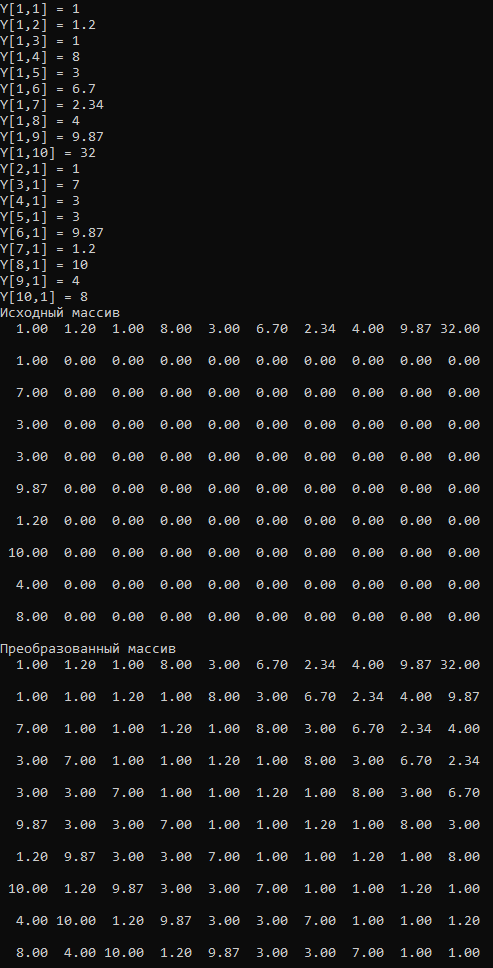 Y[1,1] = 1
Y[1,2] = 1.2
Y[1,3] = 1
Y[1,4] = 8
Y[1,5] = 3
Y[1,6] = 6.7
Y[1,7] = 2.34
Y[1,8] = 4
Y[1,9] = 9.87
Y[1,10] = 32
Y[2,1] = 1
Y[3,1] = 7
Y[4,1] = 3
Y[5,1] = 3
Y[6,1] = 9.87
Y[7,1] = 1.2
Y[8,1] = 10
Y[9,1] = 4
Y[10,1] = 8
Исходный массив
1.00 1.20 1.00 8.00 3.00 6.70 2.34 4.00 9.87 32.00
1.00 0.00 0.00 0.00 0.00 0.00 0.00 0.00 0.00 0.00
7.00 0.00 0.00 0.00 0.00 0.00 0.00 0.00 0.00 0.00
3.00 0.00 0.00 0.00 0.00 0.00 0.00 0.00 0.00 0.00
3.00 0.00 0.00 0.00 0.00 0.00 0.00 0.00 0.00 0.00
9.87 0.00 0.00 0.00 0.00 0.00 0.00 0.00 0.00 0.00
1.20 0.00 0.00 0.00 0.00 0.00 0.00 0.00 0.00 0.00
10.00 0.00 0.00 0.00 0.00 0.00 0.00 0.00 0.00 0.00
4.00 0.00 0.00 0.00 0.00 0.00 0.00 0.00 0.00 0.00
8.00 0.00 0.00 0.00 0.00 0.00 0.00 0.00 0.00 0.00
Преобразованный массив
1.00 1.20 1.00 8.00 3.00 6.70 2.34 4.00 9.87 32.00
1.00 1.00 1.20 1.00 8.00 3.00 6.70 2.34 4.00 9.87
7.00 1.00 1.00 1.20 1.00 8.00 3.00 6.70 2.34 4.00
3.00 7.00 1.00 1.00 1.20 1.00 8.00 3.00 6.70 2.34
3.00 3.00 7.00 1.00 1.00 1.20 1.00 8.00 3.00 6.70
9.87 3.00 3.00 7.00 1.00 1.00 1.20 1.00 8.00 3.00
1.20 9.87 3.00 3.00 7.00 1.00 1.00 1.20 1.00 8.00
10.00 1.20 9.87 3.00 3.00 7.00 1.00 1.00 1.20 1.00
4.00 10.00 1.20 9.87 3.00 3.00 7.00 1.00 1.00 1.20
8.00 4.00 10.00 1.20 9.87 3.00 3.00 7.00 1.00 1.00